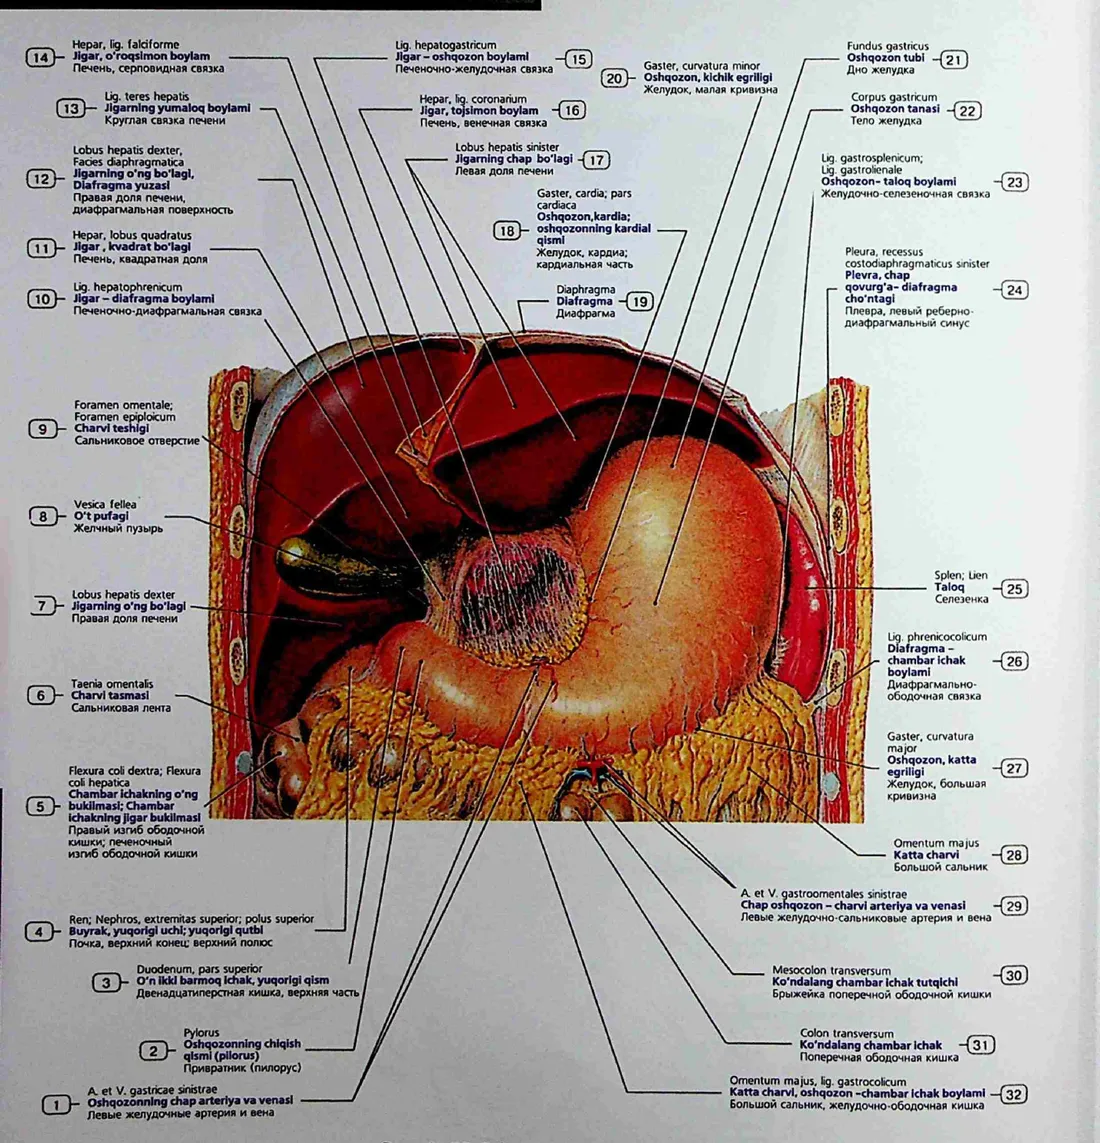 14
Hepar, lig. falciforme
Jigar, o'roqsimon boylam
Печень, серповидная связка
13
Lig. teres hepatis
Jigarning yumaloq boylami
Круглая связка печени
12
Lobus hepatis dexter,
Facies diaphragmatica
Jigarning o'ng bo'lagi,
Diafragma yuzasi
Правая доля печени,
диафрагмальная поверхность
11
Hepar, lobus quadratus
Jigar , kvadrat bo'lagi
Печень, квадратная доля
10
Lig. hepatophrenicum
Jigar – diafragma boylami
Печеночно-диафрагмальная связка
9
Foramen omentale;
Foramen epiploicum
Charvi teshigi
Сальниковое отверстие
8
Vesica fellea
O't pufagi
Желчный пузырь
7
Lobus hepatis dexter
Jigarning o'ng bo'lagi
Правая доля печени
6
Taenia omentalis
Charvi tasmasi
Сальниковая лента
5
Flexura coli dextra; Flexura
coli hepatica
Chambar ichakning o'ng
bukilmasi; Chambar
ichakning jigar bukilmasi
Правый изгиб ободочной
кишки; печеночный
изгиб ободочной кишки
4
Ren; Nephros, extremitas superior; polus superior
Buyrak, yuqorigi uchi; yuqorigi qutbi
Почка, верхний конец; верхний полюс
3
Duodenum, pars superior
O'n ikki barmoq ichak, yuqorigi qism
Двенадцатиперстная кишка, верхняя часть
2
Pylorus
Oshqozonning chiqish
qismi (pilorus)
Привратник (пилорус)
1
A. et V. gastricae sinistrae
Oshqozonning chap arteriya va venasi
Левые желудочные артерия и вена
Lig. hepatogastricum
Jigar – oshqozon boylami
Печеночно-желудочная связка
15
Hepar, lig. coronarium
Jigar, tojsimon boylam
Печень, венечная связка
16
Lobus hepatis sinister
Jigarning chap bo'lagi
Левая доля печени
17
18
Gaster, cardia; pars
cardiaca
Oshqozon,kardia;
oshqozonning kardial
qismi
Желудок, кардиа;
кардиальная часть
Diaphragma
Diafragma
Диафрагма
19
20
Gaster, curvatura minor
Oshqozon, kichik egriligi
Желудок, малая кривизна
Fundus gastricus
Oshqozon tubi
Дно желудка
21
Corpus gastricum
Oshqozon tanasi
Тело желудка
22
Lig. gastrosplenicum;
Lig. gastrolienale
Oshqozon- taloq boylami
Желудочно-селезеночная связка
23
Pleura, recessus
costodiaphragmaticus sinister
Plevra, chap
qovurg'a- diafragma
cho'ntagi
Плевра, левый реберно-
диафрагмальный синус
24
Splen; Lien
Taloq
Селезенка
25
Lig. phrenicocolicum
Diafragma –
chambar ichak
boylami
Диафрагмально-
ободочная связка
26
Gaster, curvatura
major
Oshqozon, katta
egriligi
Желудок, большая
кривизна
27
Omentum majus
Katta charvi
Большой сальник
28
A. et V. gastroomentales sinistrae
Chap oshqozon – charvi arteriya va venasi
Левые желудочно-сальниковые артерия и вена
29
Mesocolon transversum
Ko'ndalang chambar ichak tutqichi
Брыжейка поперечной ободочной кишки
30
Colon transversum
Ko'ndalang chambar ichak
Поперечная ободочная кишка
31
Omentum majus, lig. gastrocolicum
Katta charvi, oshqozon -chambar ichak boylami
Большой сальник, желудочно-ободочная кишка
32